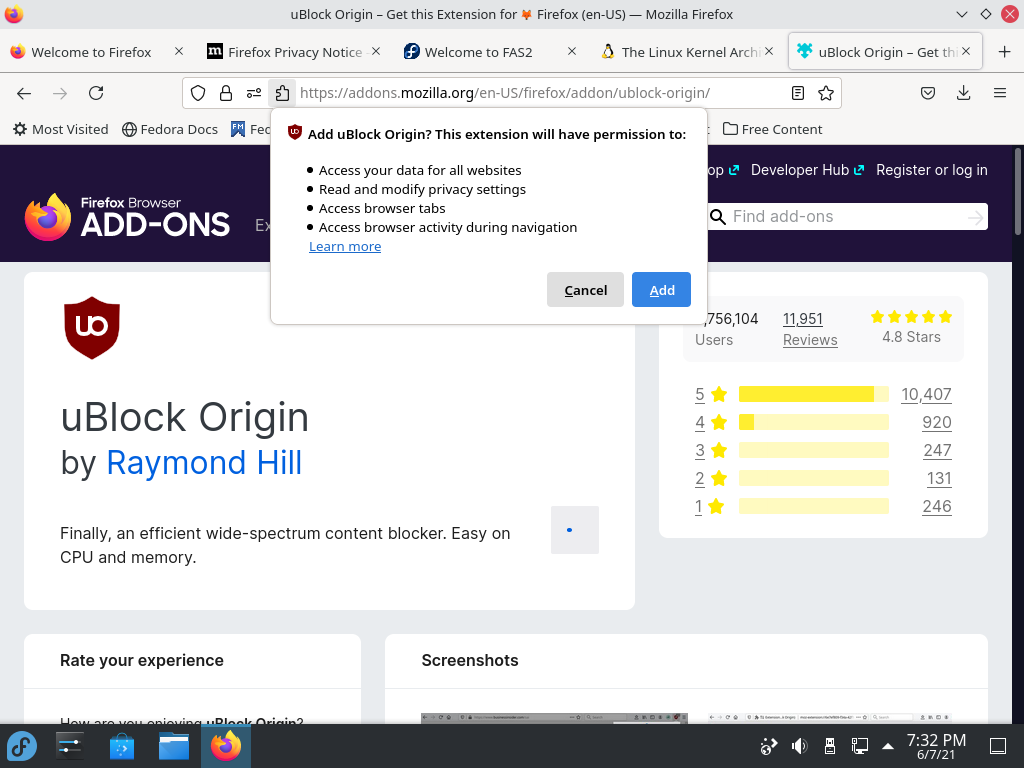 uBlock Origin – Get this Extension for 🦊 Firefox (en-US) — Mozilla Firefox
Welcome to Firefox
Firefox Privacy Notice
Welcome to FAS2
The Linux Kernel Archi
uBlock Origin – Get thi
https://addons.mozilla.org/en-US/firefox/addon/ublock-origin/
Most Visited
Fedora Docs
Free Content
Add uBlock Origin? This extension will have permission to:
Access your data for all websites
Read and modify privacy settings
Access browser tabs
Access browser activity during navigation
Learn more
Cancel
Add
Developer Hub
Register or log in
Firefox Browser
ADD-ONS
Find add-ons
uBlock Origin
by Raymond Hill
Finally, an efficient wide-spectrum content blocker. Easy on
CPU and memory.
,756,104
Users
11,951
Reviews
4.8 Stars
5 10,407
4 920
3 247
2 131
1 246
Rate your experience
How are you enjoying uBlock Origin?
Screenshots
7:32 PM
6/7/21